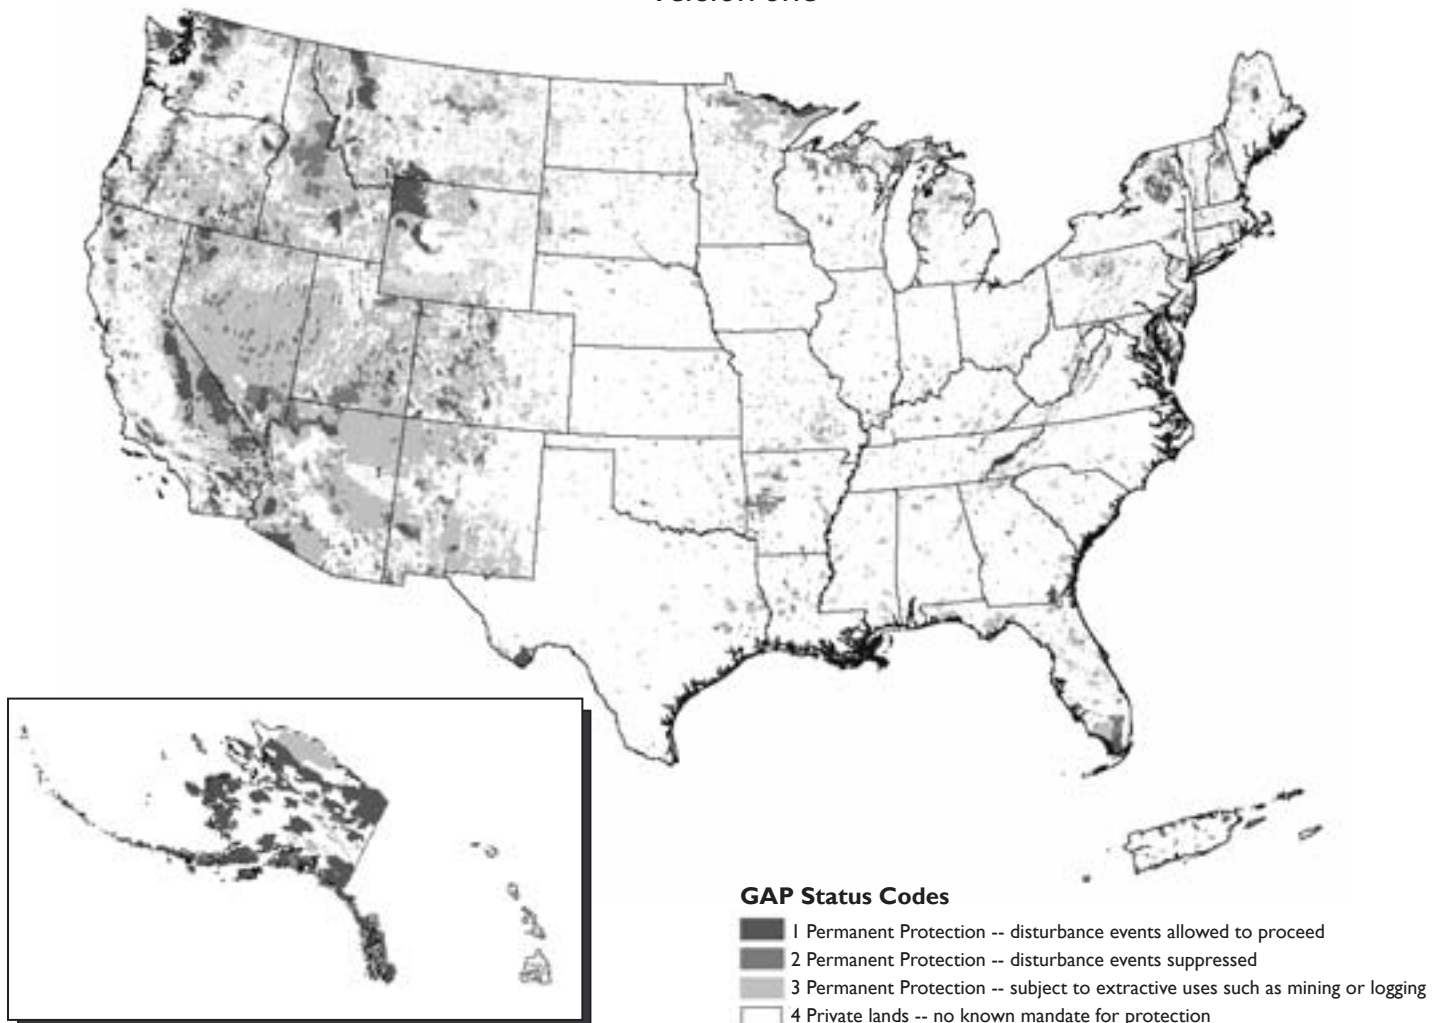 GAP Status Codes
1 Permanent Protection -- disturbance events allowed to proceed
2 Permanent Protection -- disturbance events suppressed
3 Permanent Protection -- subject to extractive uses such as mining or logging
4 Private lands -- no known mandate for protection